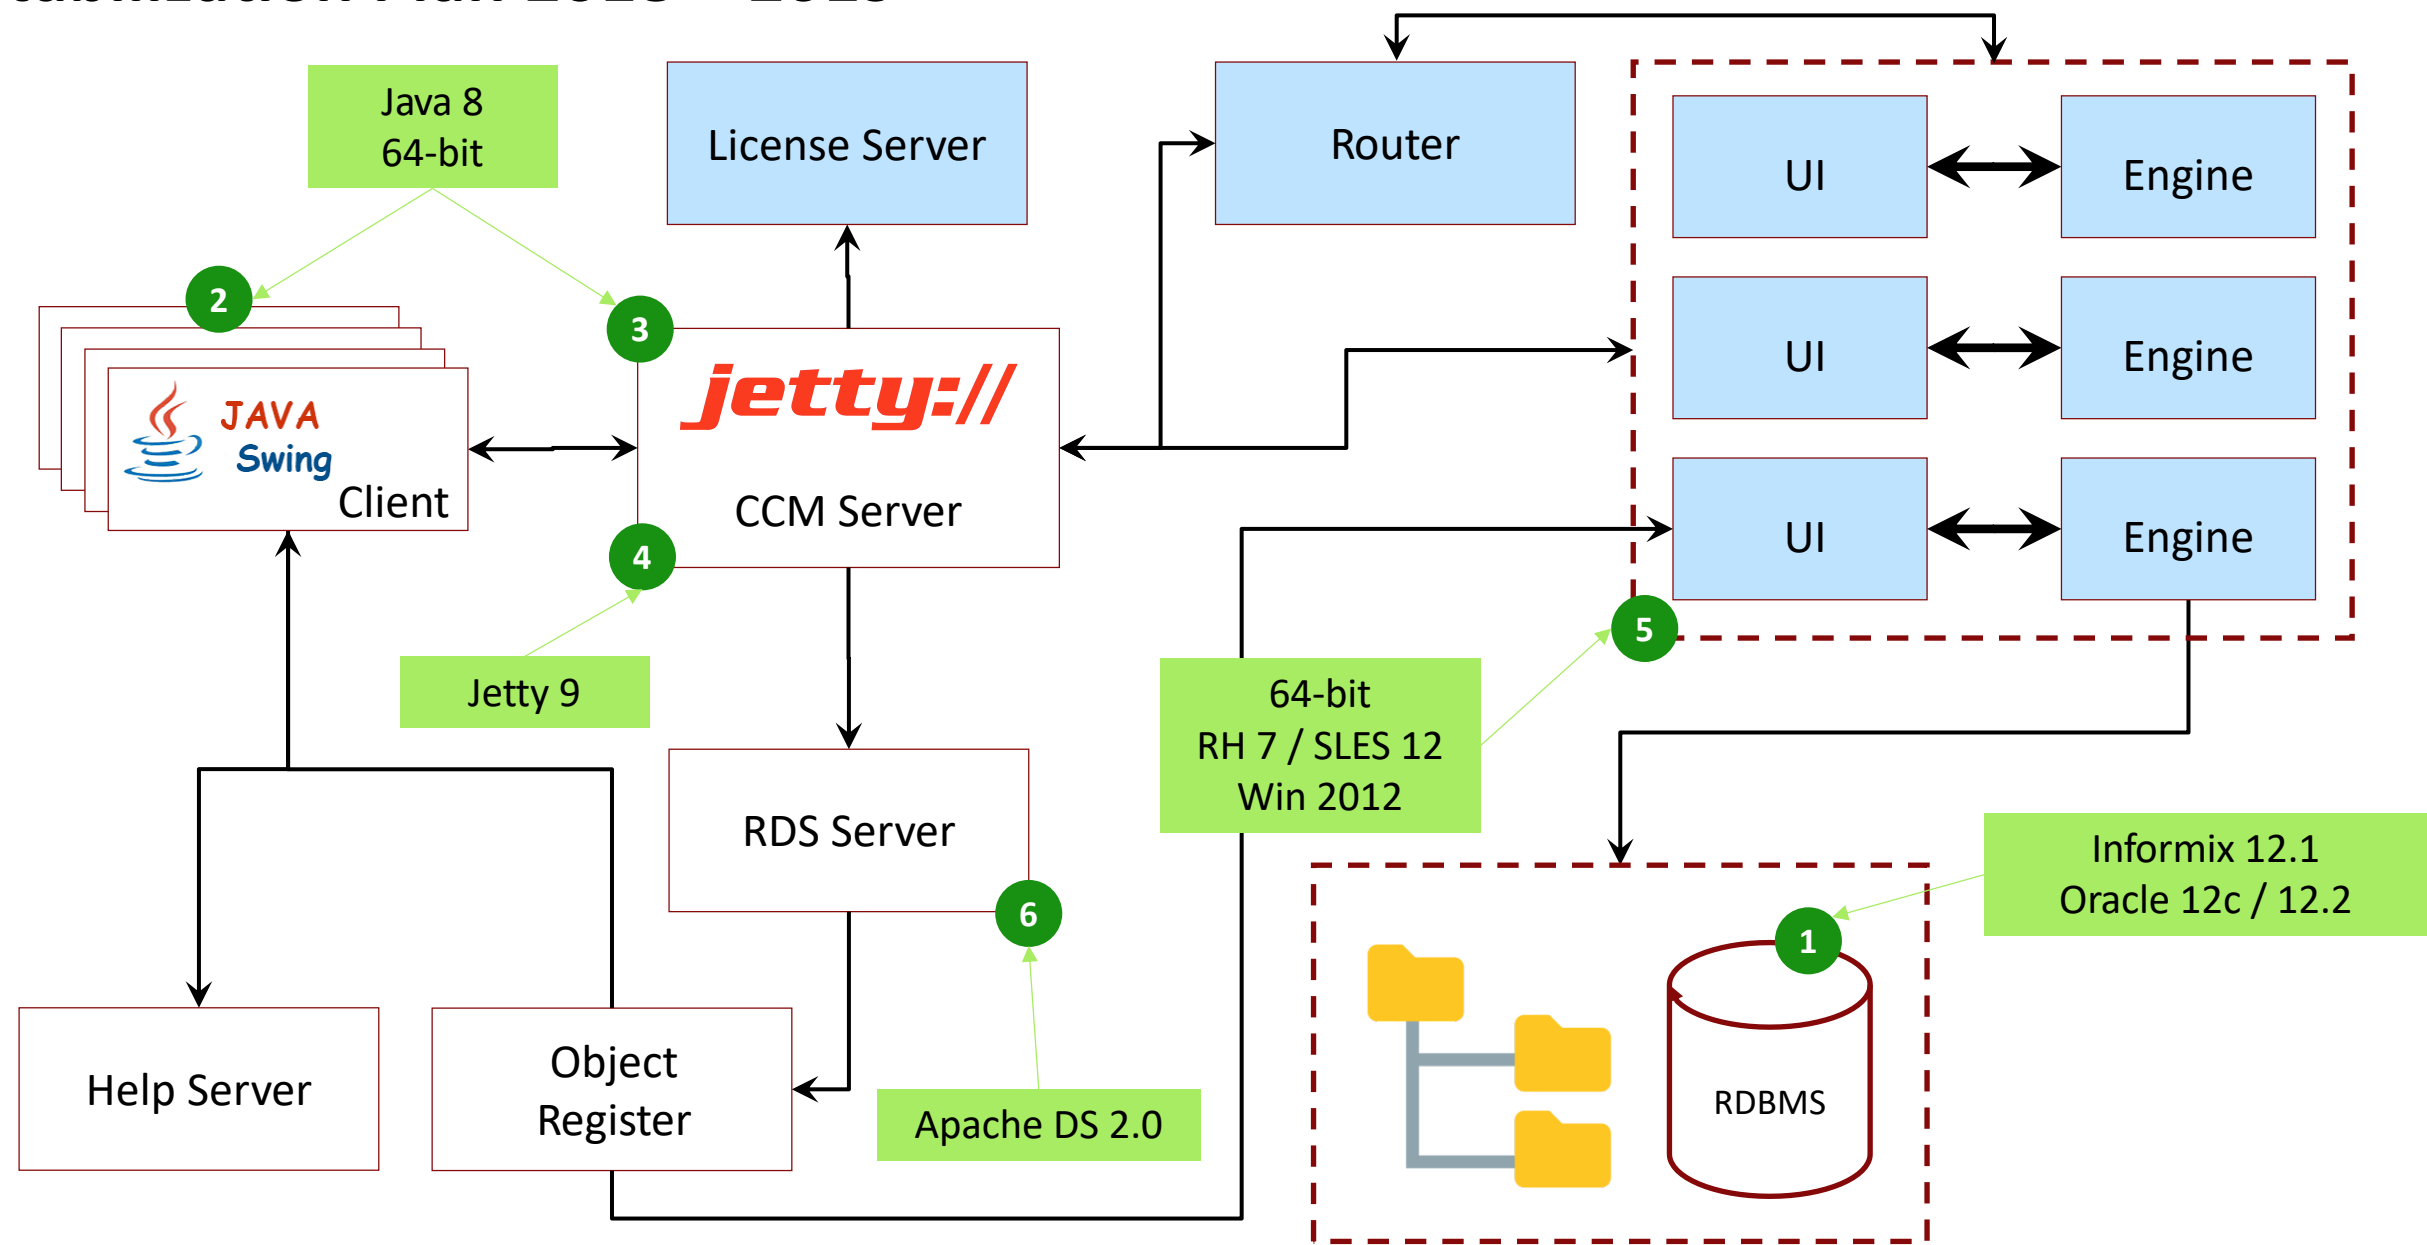 Plan
Java 8
64-bit
License Server
Router
UI
Engine
2
3
UI
Engine
jetty://
JAVA
Swing
Client
CCM Server
4
UI
Engine
5
Jetty 9
64-bit
RH 7 / SLES 12
Win 2012
RDS Server
6
Informix 12.1
Oracle 12c / 12.2
1
Help Server
Object
Register
Apache DS 2.0
RDBMS